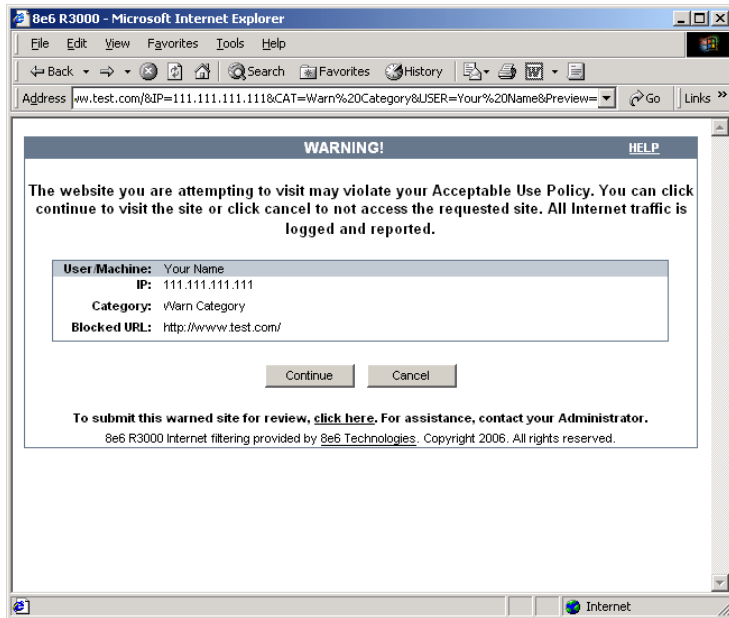 8e6 R3000 - Microsoft Internet Explorer
File Edit View Favorites Tools Help
Back Search Favorites History
Address ww.test.com/&IP=111.111.111.111&CAT=Warn%20Category&USER=Your%20Name&Preview= Go Links »
WARNING! HELP
The website you are attempting to visit may violate your Acceptable Use Policy. You can click
continue to visit the site or click cancel to not access the requested site. All Internet traffic is
logged and reported.
User/Machine: Your Name
IP: 111.111.111.111
Category: Warn Category
Blocked URL: http://www.test.com/
Continue Cancel
To submit this warned site for review, click here. For assistance, contact your Administrator.
8e6 R3000 Internet filtering provided by 8e6 Technologies. Copyright 2006. All rights reserved.
Internet